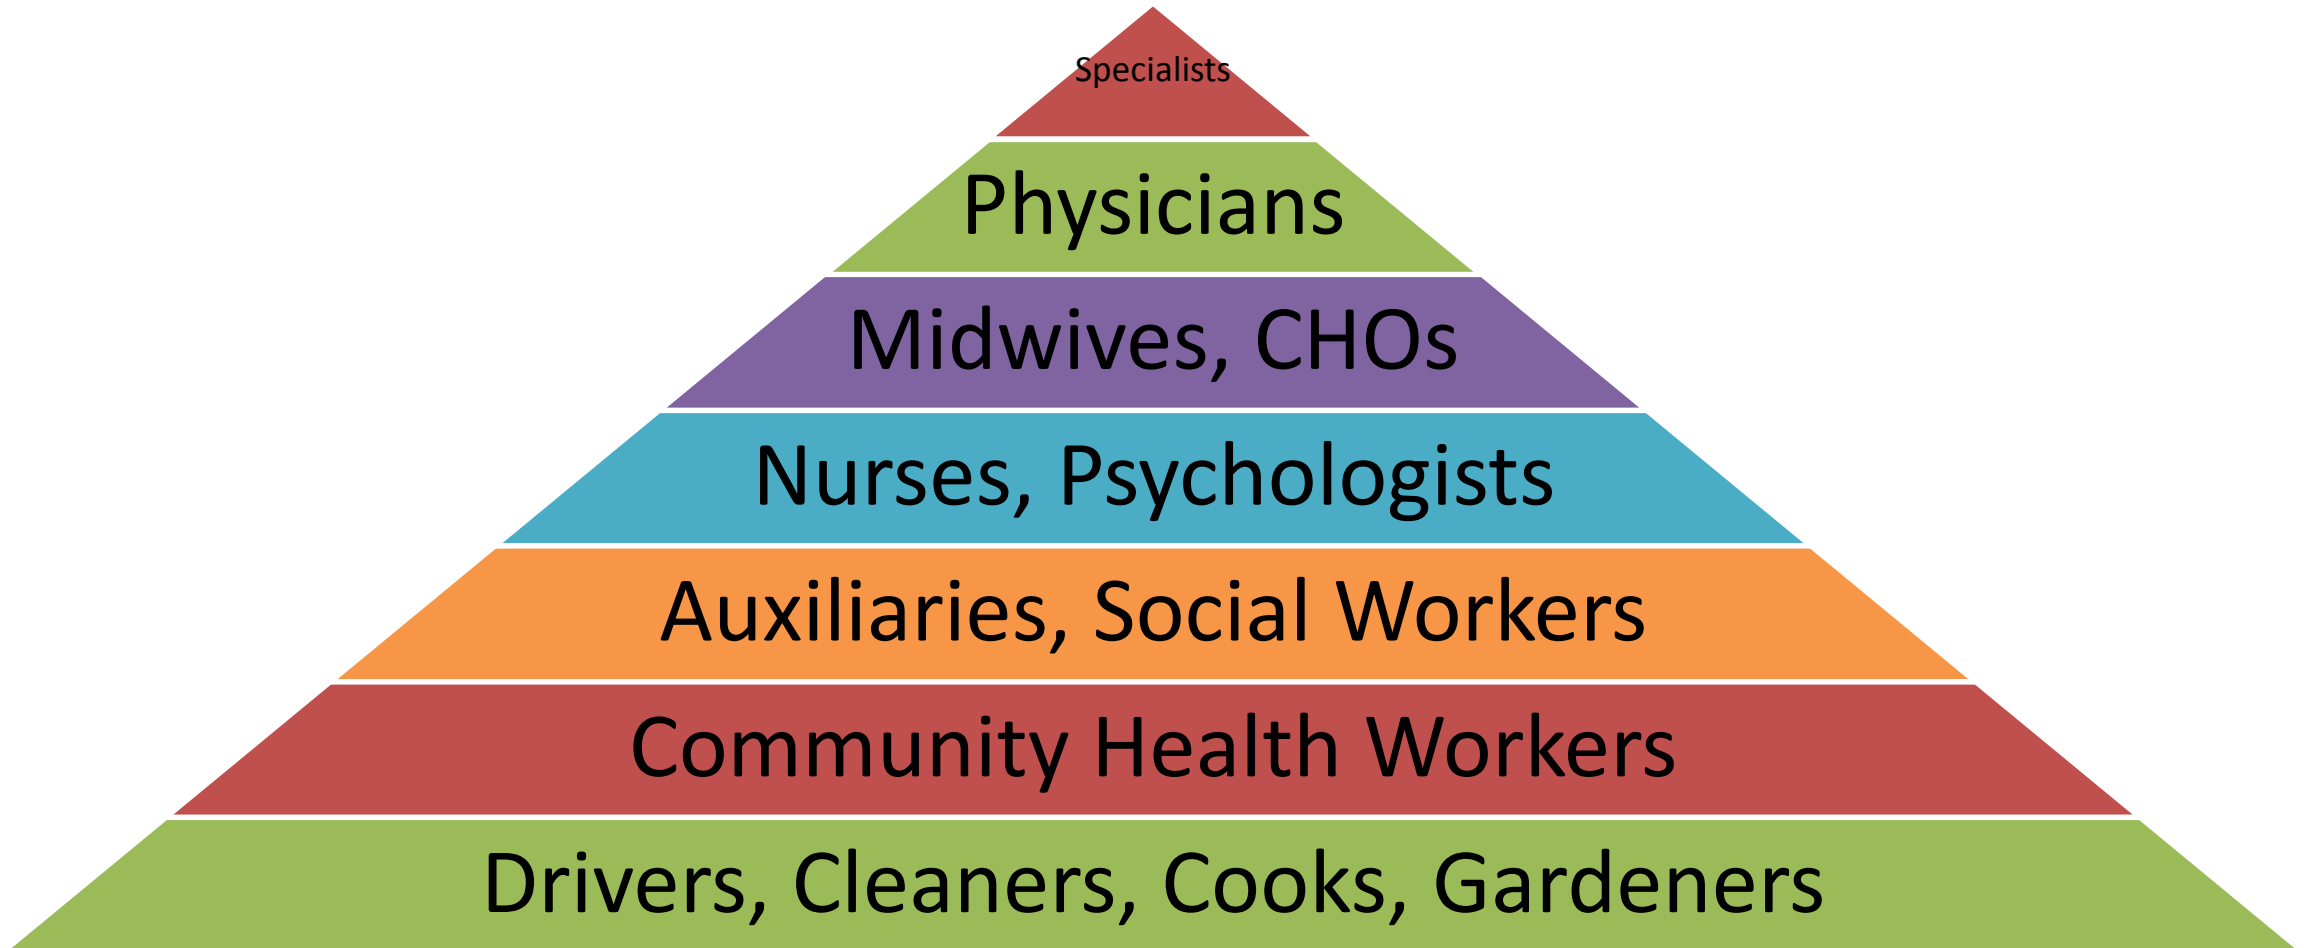 Specialists
Physicians
Midwives, CHOs
Nurses, Psychologists
Auxiliaries, Social Workers
Community Health Workers
Drivers, Cleaners, Cooks, Gardeners